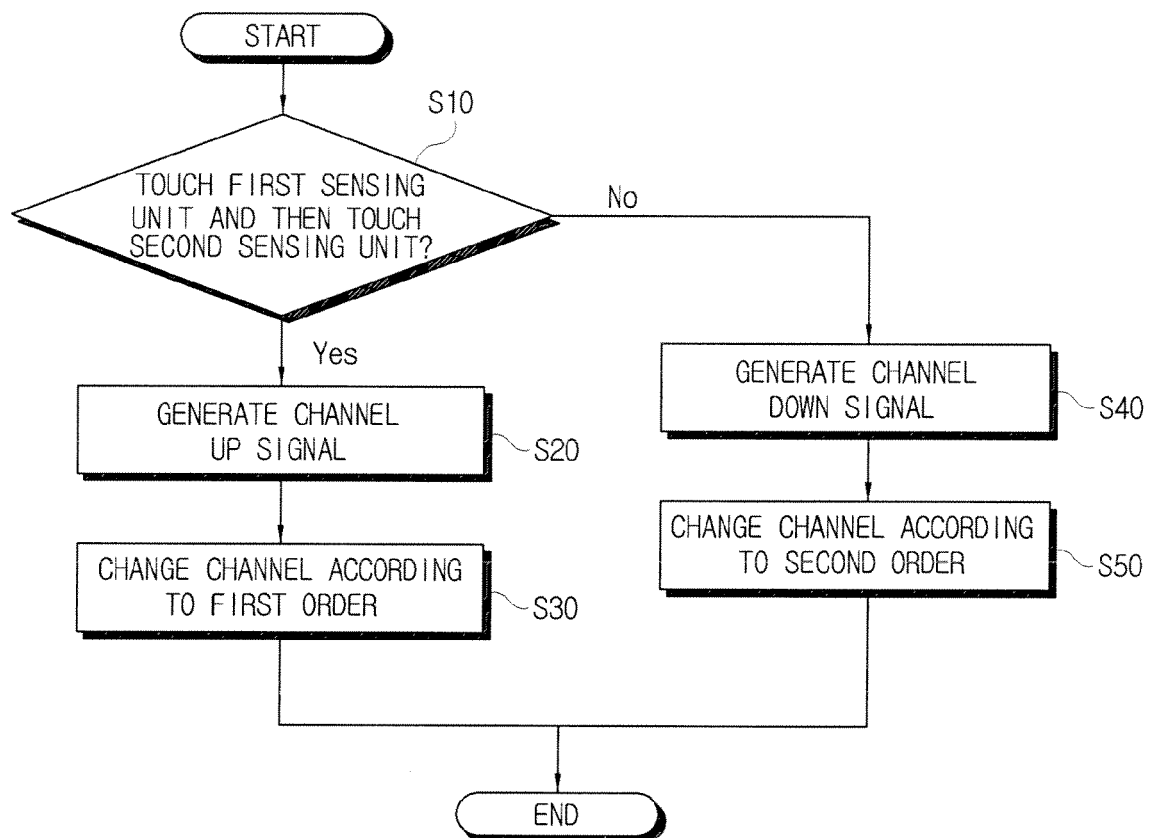 START
S10
TOUCH FIRST SENSING
UNIT AND THEN TOUCH
SECOND SENSING UNIT?
No
Yes
GENERATE CHANNEL
UP SIGNAL
S20
GENERATE CHANNEL
DOWN SIGNAL
S40
CHANGE CHANNEL ACCORDING
TO FIRST ORDER
S30
CHANGE CHANNEL ACCORDING
TO SECOND ORDER
S50
END